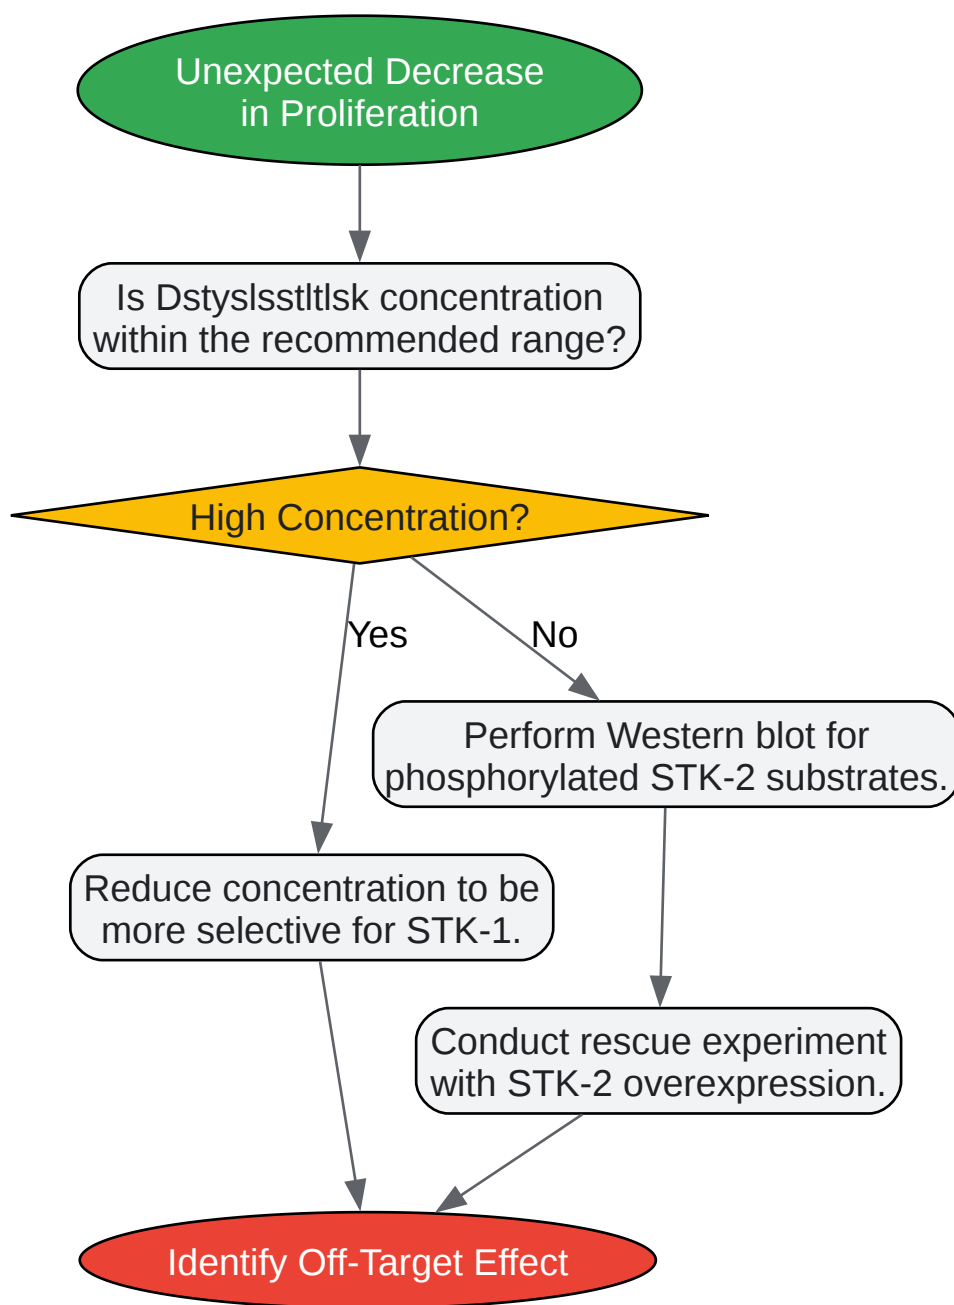 Unexpected Decrease
in Proliferation
Is Dstyslsstltlsk concentration
within the recommended range?
High Concentration?
Yes
No
Perform Western blot for
phosphorylated STK-2 substrates.
Reduce concentration to be
more selective for STK-1.
Conduct rescue experiment
with STK-2 overexpression.
Identify Off-Target Effect